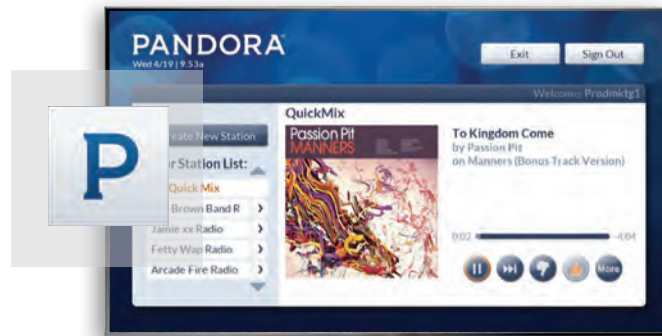 PANDORA
Wed 4/19 | 9:53a
Exit
Sign Out
Welcome: Prodmktg1
QuickMix
Create New Station
r Station List:
Quick Mix
Brown Band R
Jamie xx Radio
Fetty Wap Radio
Arcade Fire Radio
Passion Pit
MANNERS
To Kingdom Come
by Passion Pit
on Manners (Bonus Track Version)
0:02
-4:04
More
P